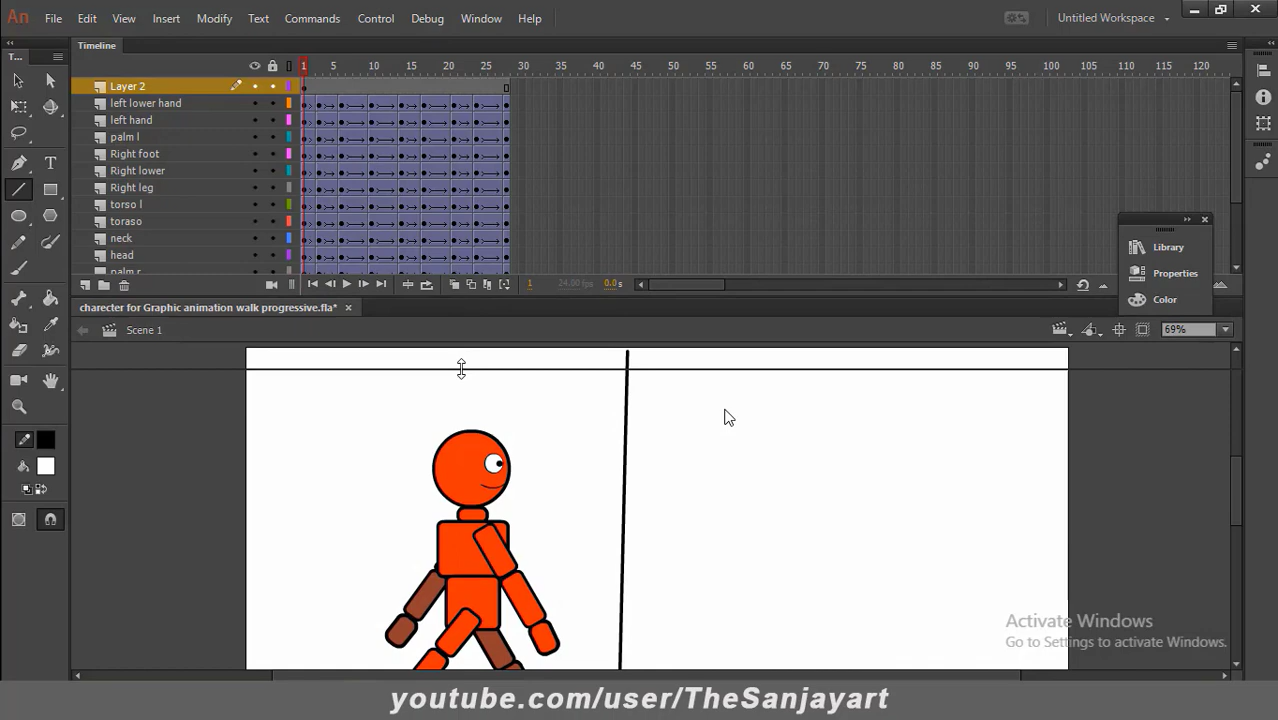 An File Edit View Insert Modify Text Commands Control Debug Window Help Untitled Workspace
T... Timeline
1 5 10 15 20 25 30 35 40 45 50 55 60 65 70 75 80 85 90 95 100 105 110 115 120
Layer 2
left lower hand
left hand
palm l
Right foot
Right lower
Right leg
torso l
toraso
neck
head
palm r
1 24.00 fps 0.0 s
Library
Properties
Color
charecter for Graphic animation walk progressive.fla*
Scene 1 69%
Activate Windows
Go to Settings to activate Windows.
youtube.com/user/TheSanjayart